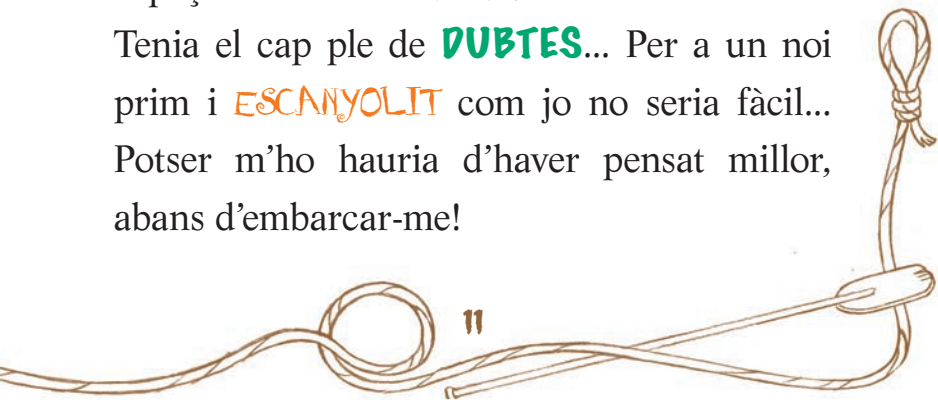 Tenia el cap ple de DUBTES... Per a un noi
prim i ESCANYOLIT com jo no seria fàcil...
Potser m’ho hauria d’haver pensat millor,
abans d’embarcar-me!
11